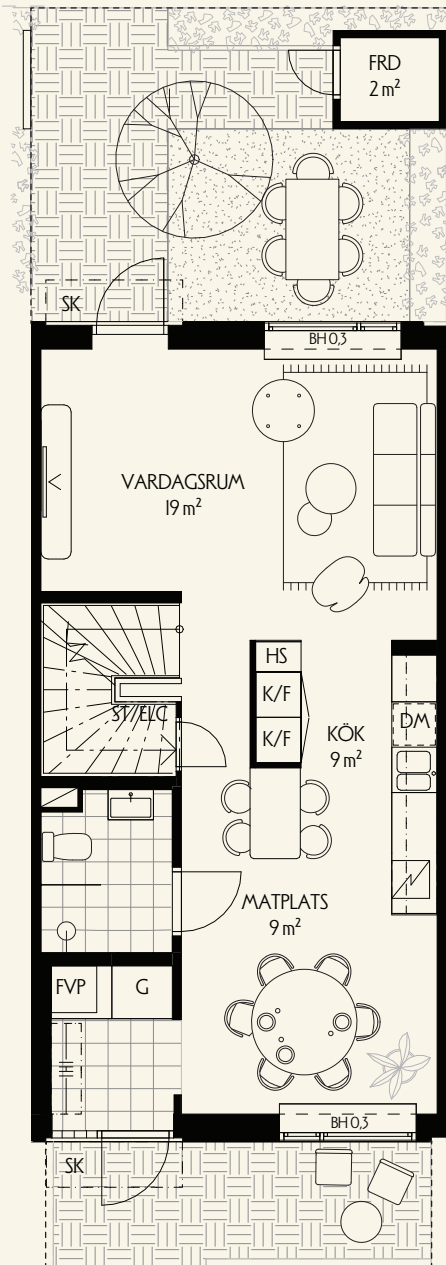 FRD
2 m²
SK
BH 0,3
VARDAGSRUM
19 m²
HS
K/F
ST/ELC
K/F
KÖK
9 m²
DM
MATPLATS
9 m²
FVP
G
BH 0,3
SK